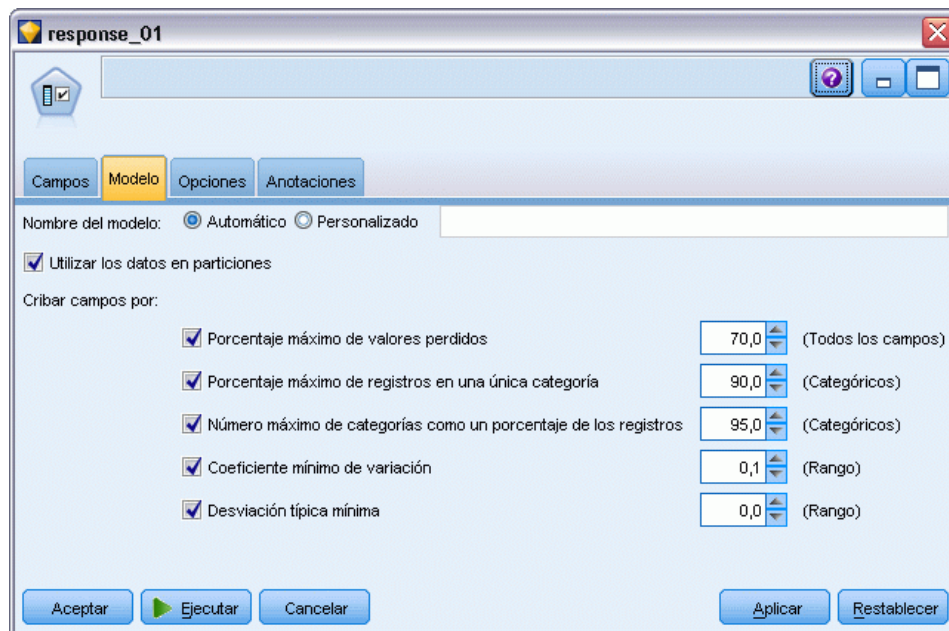 response_01
Campos Modelo Opciones Anotaciones
Nombre del modelo: Automático Personalizado
Utilizar los datos en particiones
Cribar campos por:
Porcentaje máximo de valores perdidos 70,0 (Todos los campos)
Porcentaje máximo de registros en una única categoría 90,0 (Categóricos)
Número máximo de categorías como un porcentaje de los registros 95,0 (Categóricos)
Coeficiente mínimo de variación 0,1 (Rango)
Desviación típica mínima 0,0 (Rango)
Aceptar Ejecutar Cancelar Aplicar Restablecer